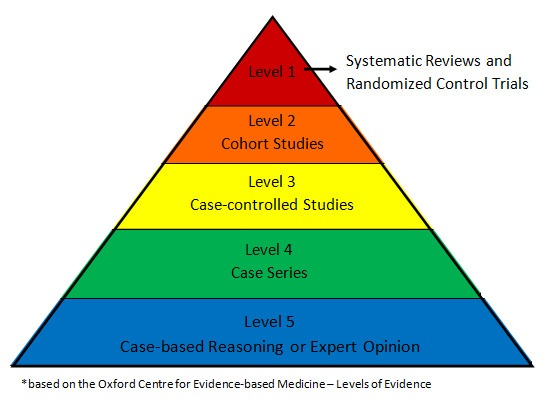 Level 1
Systematic Reviews and
Randomized Control Trials
Level 2
Cohort Studies
Level 3
Case-controlled Studies
Level 4
Case Series
Level 5
Case-based Reasoning or Expert Opinion
*based on the Oxford Centre for Evidence-based Medicine – Levels of Evidence